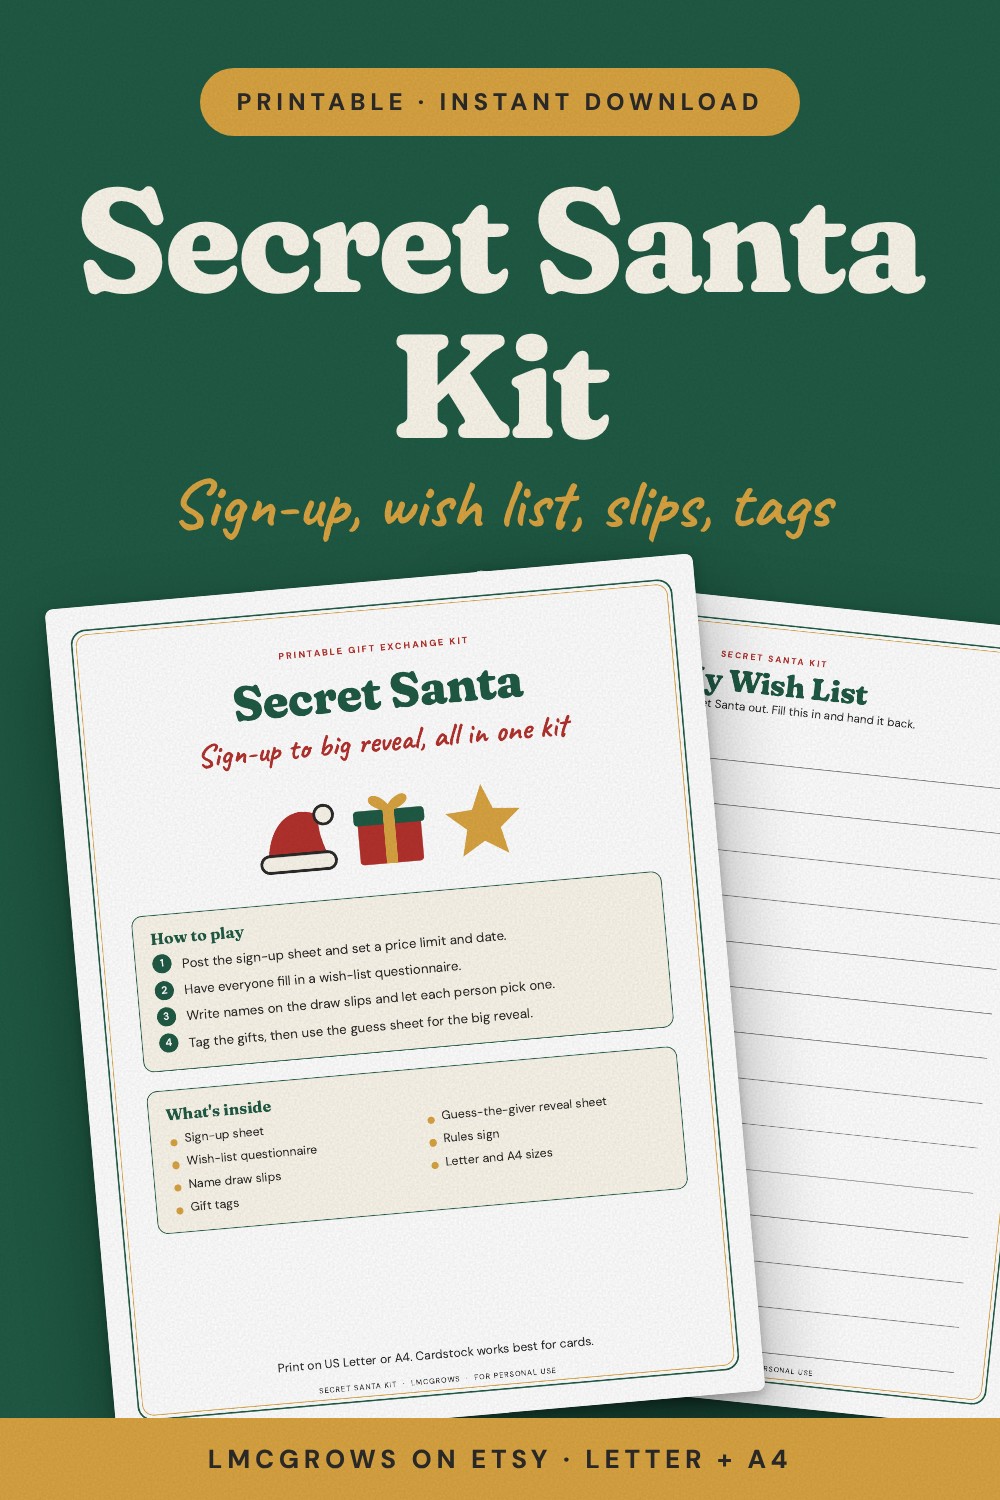 PRINTABLE · INSTANT DOWNLOAD
Secret Santa
Kit
Sign-up, wish list, slips, tags
PRINTABLE GIFT EXCHANGE KIT
Secret Santa
Sign-up to big reveal, all in one kit
How to play
1 Post the sign-up sheet and set a price limit and date.
2 Have everyone fill in a wish-list questionnaire.
3 Write names on the draw slips and let each person pick one.
4 Tag the gifts, then use the guess sheet for the big reveal.
What's inside
Sign-up sheet
Wish-list questionnaire
Name draw slips
Gift tags
Guess-the-giver reveal sheet
Rules sign
Letter and A4 sizes
Print on US Letter or A4. Cardstock works best for cards.
SECRET SANTA KIT · LMCGROWS · FOR PERSONAL USE
SECRET SANTA KIT
Wish List
Santa out. Fill this in and hand it back.
USE
LMCGROWS ON ETSY · LETTER + A4